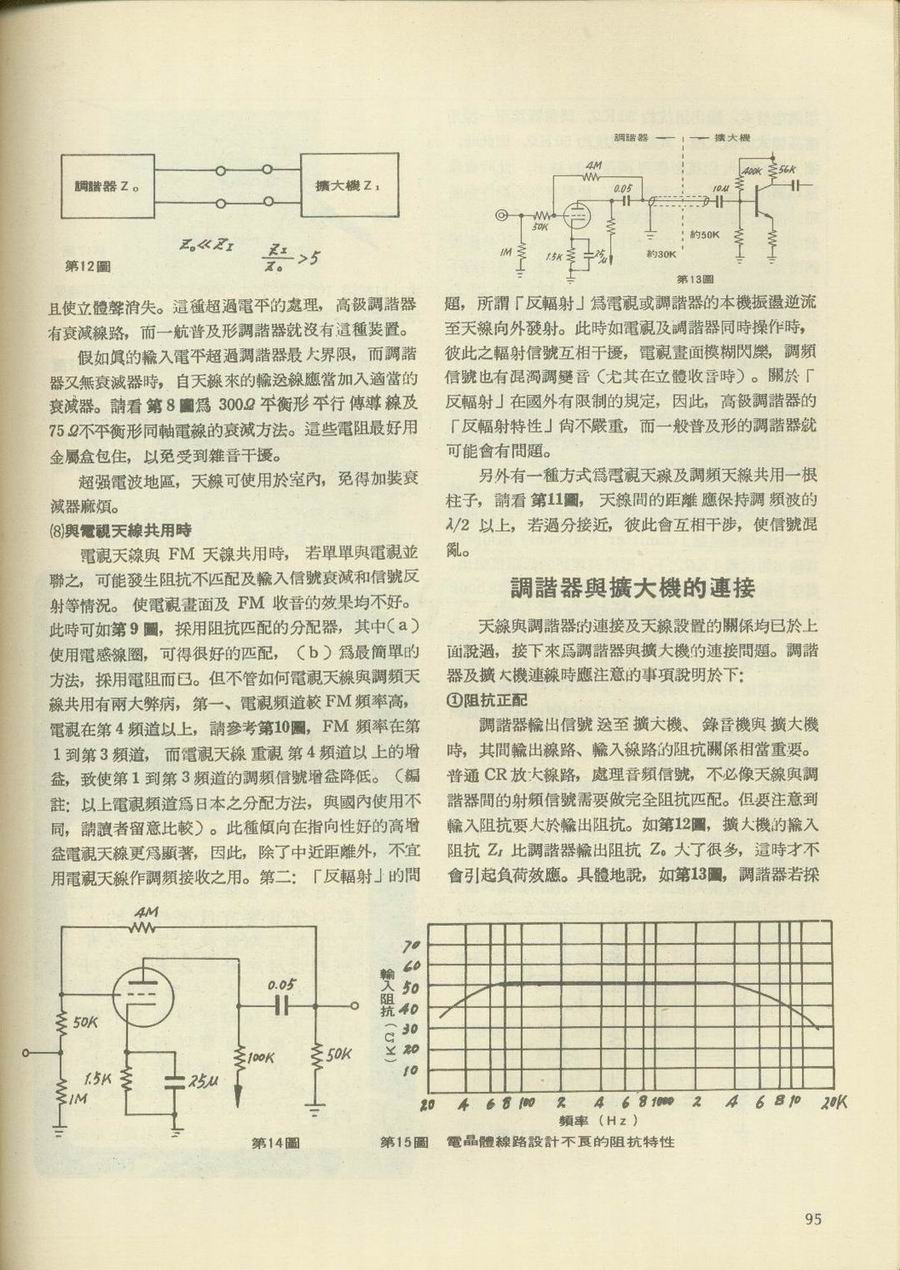 調諧器 Z₀
擴大機 Z₁
Z₀≪Z_I
Z_I/Z₀ >5
第12圖
調諧器
擴大機
4M
400K
56K
0.05
10μ
50K
1M
1.5K
25μ
約50K
約30K
第13圖
且使立體聲消失。這種超過電平的處理，高級調諧器
有衰減線路，而一航普及形調諧器就沒有這種装置。
假如眞的輸入電平超過調諧器最大界限，而調諧
器又無衰減器時，自天線來的輸送線應當加入適當的
衰減器。請看第8圖爲 300Ω 平衡形平行傳導線及
75Ω不平衡形同軸電線的衰減方法。這些電阻最好用
金屬盒包住，以免受到雜音干擾。
超强電波地區，天線可使用於室內，免得加裝衰
減器麻煩。
⑻與電視天線共用時
電視天線與 FM 天線共用時，若單單與電視並
聯之，可能發生阻抗不匹配及輸入信號衰減和信號反
射等情況。使電視畫面及 FM 收音的效果均不好。
此時可如第9圖，採用阻抗匹配的分配器，其中(a)
使用電感線圈，可得很好的匹配，（b）爲最簡單的
方法，採用電阻而已。但不管如何電視天線與調頻天
線共用有兩大弊病，第一、電視頻道較FM頻率高，
電視在第4頻道以上，請參考第10圖，FM 頻率在第
1到第3頻道，而電視天線重視第4頻道以上的增
益，致使第1到第3頻道的調頻信號增益降低。（編
註：以上電視頻道爲日本之分配方法，與國內使用不
同，請讀者留意比較）。此種傾向在指向性好的高增
益電視天線更爲顯著，因此，除了中近距離外，不宜
用電視天線作調頻接收之用。第二：「反輻射」的問
題，所謂「反輻射」爲電視或調諧器的本機振盪逆流
至天線向外發射。此時如電視及調諧器同時操作時，
彼此之輻射信號互相干擾，電視畫面模糊閃爍，調頻
信號也有混濁調變音（尤其在立體收音時）。關於「
反輻射」在國外有限制的規定，因此，高級調諧器的
「反輻射特性」尙不嚴重，而一般普及形的調諧器就
可能會有問題。
另外有一種方式爲電視天線及調頻天線共用一根
柱子，請看第11圖，天線間的距離應保持調頻波的
λ/2 以上，若過分接近，彼此會互相干涉，使信號混
亂。
調諧器與擴大機的連接
天線與調諧器的連接及天線設置的關係均已於上
面說過，接下來爲調諧器與擴大機的連接問題。調諧
器及擴大機連線時應注意的事項說明於下：
①阻抗正配
調諧器輸出信號送至擴大機、錄音機與擴大機
時，其間輸出線路、輸入線路的阻抗關係相當重要。
普通 CR 放大線路，處理音頻信號，不必像天線與調
諧器間的射頻信號需要做完全阻抗匹配。但要注意到
輸入阻抗要大於輸出阻抗。如第12圖，擴大機的輸入
阻抗 Z_I 比調諧器輸出阻抗 Z₀ 大了很多，這時才不
會引起負荷效應。具體地說，如第13圖，調諧器若採
4M
0.05
50K
100K
50K
1.5K
25μ
1M
第14圖
輸入阻抗（KΩ）
70
60
50
40
30
20
10
20 4 6 8 100 2 4 6 8 1000 2 4 6 8 10 20K
頻率（Hz）
第15圖 電晶體線路設計不良的阻抗特性
95